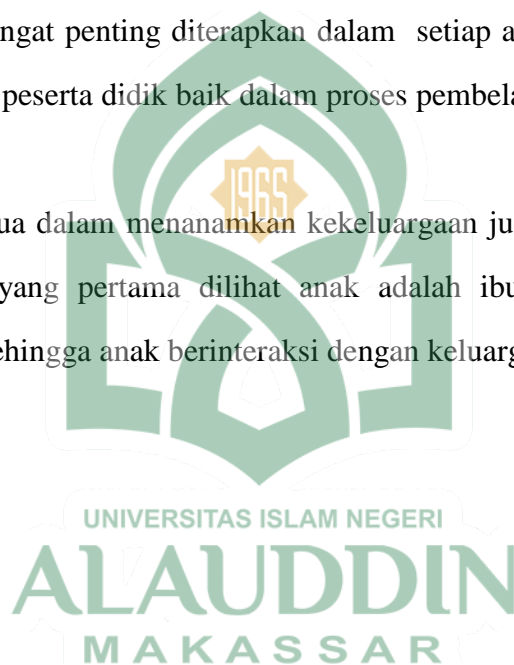 ngat penting diterapkan dalam setiap a
peserta didik baik dalam proses pembela
ua dalam menanamkan kekeluargaan ju
yang pertama dilihat anak adalah ibu
ehingga anak berinteraksi dengan keluarg
1965
UNIVERSITAS ISLAM NEGERI
ALAUDDIN
MAKASSAR